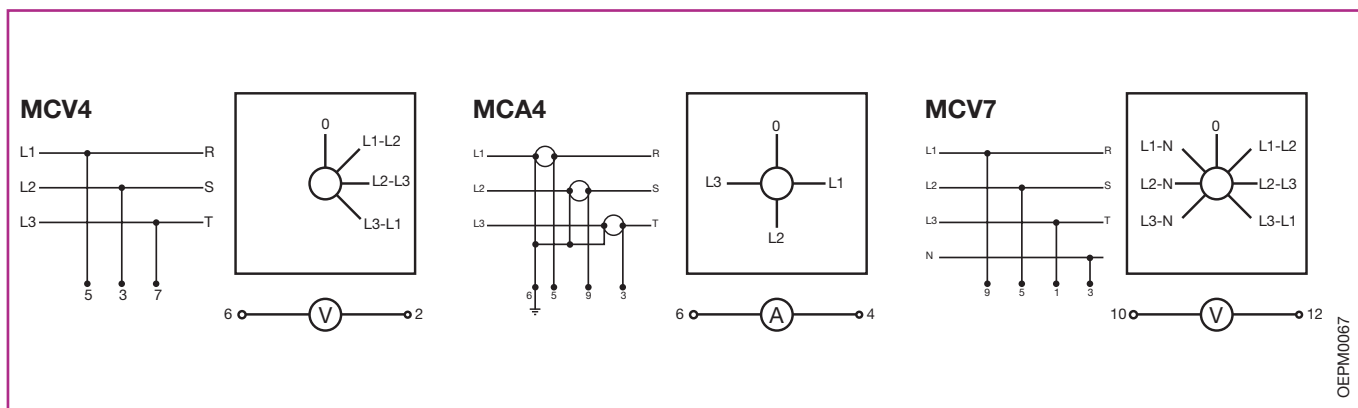 MCV4
L1 R
L2 S
L3 T
5 3 7
0
L1-L2
L2-L3
L3-L1
6 V 2
MCA4
L1 R
L2 S
L3 T
6 5 9 3
0
L3 L1
L2
6 A 4
MCV7
L1 R
L2 S
L3 T
N
9 5 1 3
0
L1-N L1-L2
L2-N L2-L3
L3-N L3-L1
10 V 12
OEPM0067